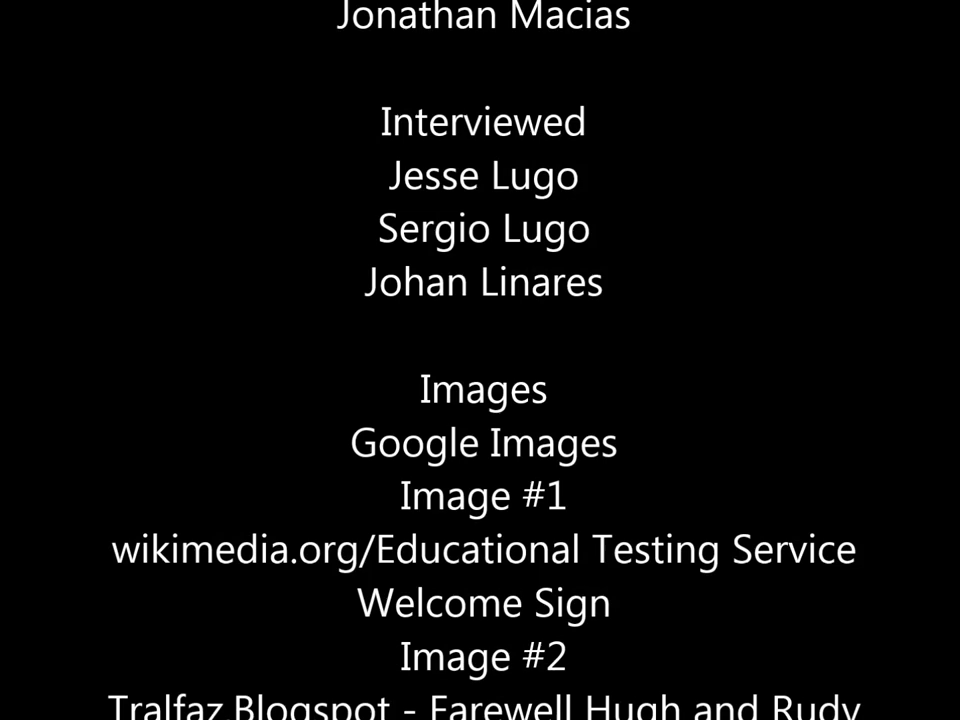 Jonathan Macias
Interviewed
Jesse Lugo
Sergio Lugo
Johan Linares
Images
Google Images
Image #1
wikimedia.org/Educational Testing Service
Welcome Sign
Image #2
Tralfaz.Blogspot - Farewell Hugh and Rudy